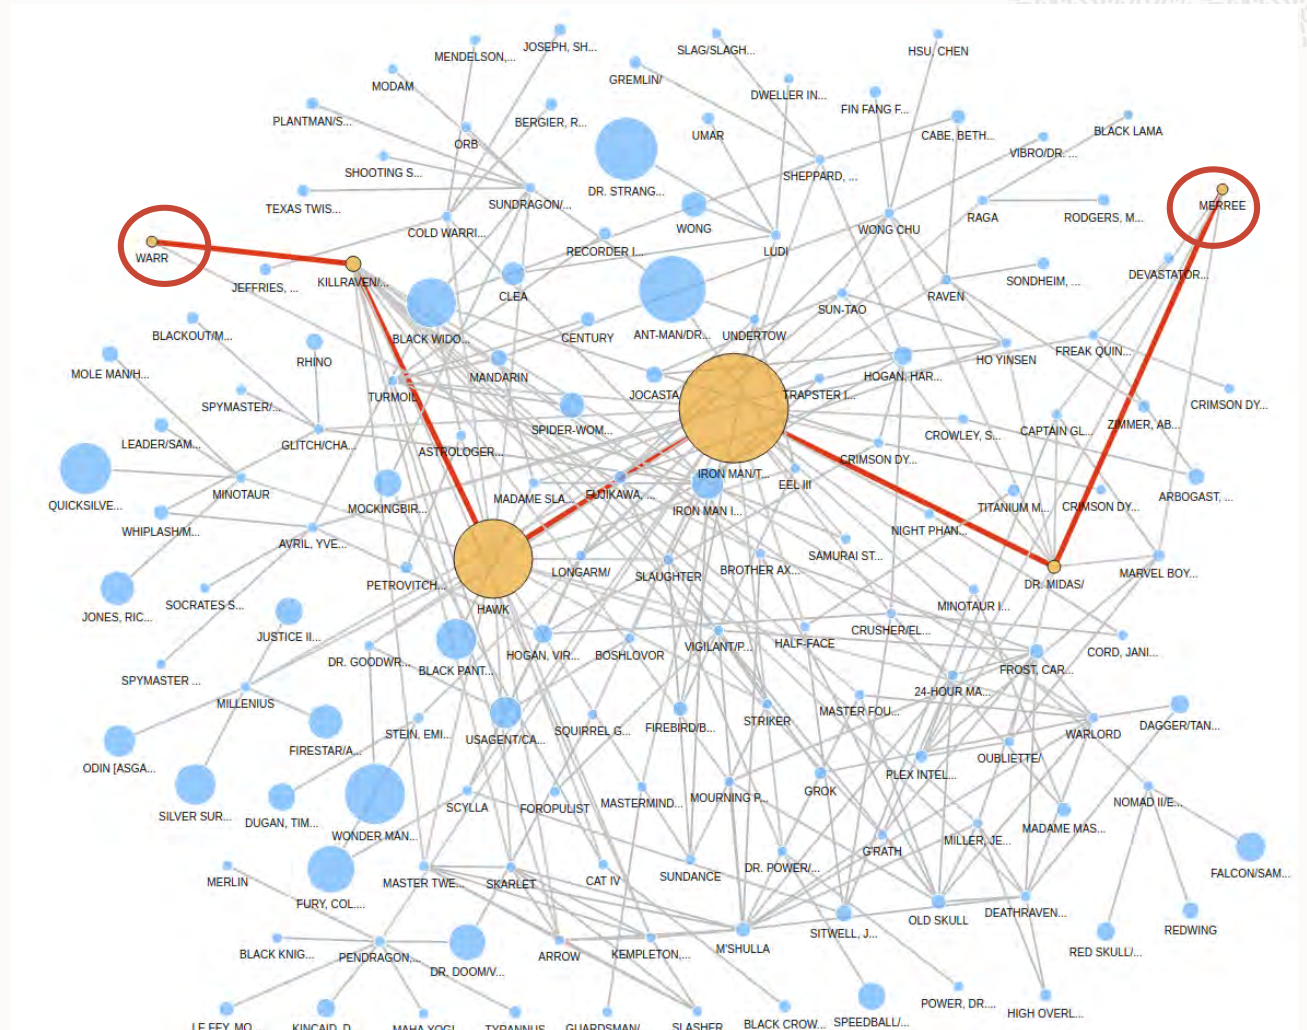 JOSEPH, SH...
MENDELSON,...
SLAG/SLAGH...
HSU, CHEN
GREMLIN/
MODAM
DWELLER IN...
FIN FANG F...
PLANTMAN/S...
BERGIER, R...
UMAR
CABE, BETH...
BLACK LAMA
ORB
VIBRO/DR. ...
SHOOTING S...
SHEPPARD, ...
DR. STRANG...
TEXAS TWIS...
SUNDRAGON/...
MERREE
RAGA
RODGERS, M...
WONG
COLD WARRI...
WONG CHU
RECORDER I...
LUDI
WARR
DEVASTATOR...
JEFFRIES, ...
KILLRAVEN/...
SONDHEIM, ...
CLEA
RAVEN
SUN-TAO
BLACKOUT/M...
BLACK WIDO...
CENTURY
ANT-MAN/DR...
UNDERTOW
FREAK QUIN...
RHINO
HO YINSEN
MOLE MAN/H...
MANDARIN
HOGAN, HAR...
JOCASTA
TRAPSTER I...
TURMOIL
CRIMSON DY...
SPYMASTER/...
ZIMMER, AB...
SPIDER-WOM...
CROWLEY, S...
CAPTAIN GL...
LEADER/SAM...
GLITCH/CHA...
ASTROLOGER...
CRIMSON DY...
IRON MAN/T...
EEL III
MINOTAUR
MADAME SLA...
FUJIKAWA, ...
ARBOGAST, ...
QUICKSILVE...
MOCKINGBIR...
IRON MAN I...
TITANIUM M...
CRIMSON DY...
WHIPLASH/M...
NIGHT PHAN...
AVRIL, YVE...
SAMURAI ST...
LONGARM/
SLAUGHTER
BROTHER AX...
MARVEL BOY...
PETROVITCH...
DR. MIDAS/
SOCRATES S...
HAWK
MINOTAUR I...
JONES, RIC...
CRUSHER/EL...
JUSTICE II...
HALF-FACE
VIGILANT/P...
CORD, JANI...
HOGAN, VIR...
BOSHLOVOR
DR. GOODWR...
BLACK PANT...
FROST, CAR...
SPYMASTER ...
24-HOUR MA...
MILLENIUS
MASTER FOU...
STRIKER
DAGGER/TAN...
FIREBIRD/B...
SQUIRREL G...
STEIN, EMI...
WARLORD
USAGENT/CA...
FIRESTAR/A...
OUBLIETTE/
ODIN [ASGA...
PLEX INTEL...
GROK
MOURNING P...
NOMAD II/E...
MASTERMIND...
SCYLLA
FOROPULIST
SILVER SUR...
DUGAN, TIM...
MADAME MAS...
WONDER MAN...
MILLER, JE...
G'RATH
DR. POWER/...
FALCON/SAM...
SUNDANCE
CAT IV
MERLIN
MASTER TWE...
SKARLET
FURY, COL....
DEATHRAVEN...
OLD SKULL
REDWING
SITWELL, J...
M'SHULLA
RED SKULL/...
BLACK KNIG...
PENDRAGON,...
ARROW
KEMPLETON,...
DR. DOOM/V...
POWER, DR....
HIGH OVERL...
BLACK CROW...
SPEEDBALL/...
LE FEY, MO...
KINCAID, D...
MAHA YOGI
TYRANNUS
GUARDSMAN/...
SLASHER